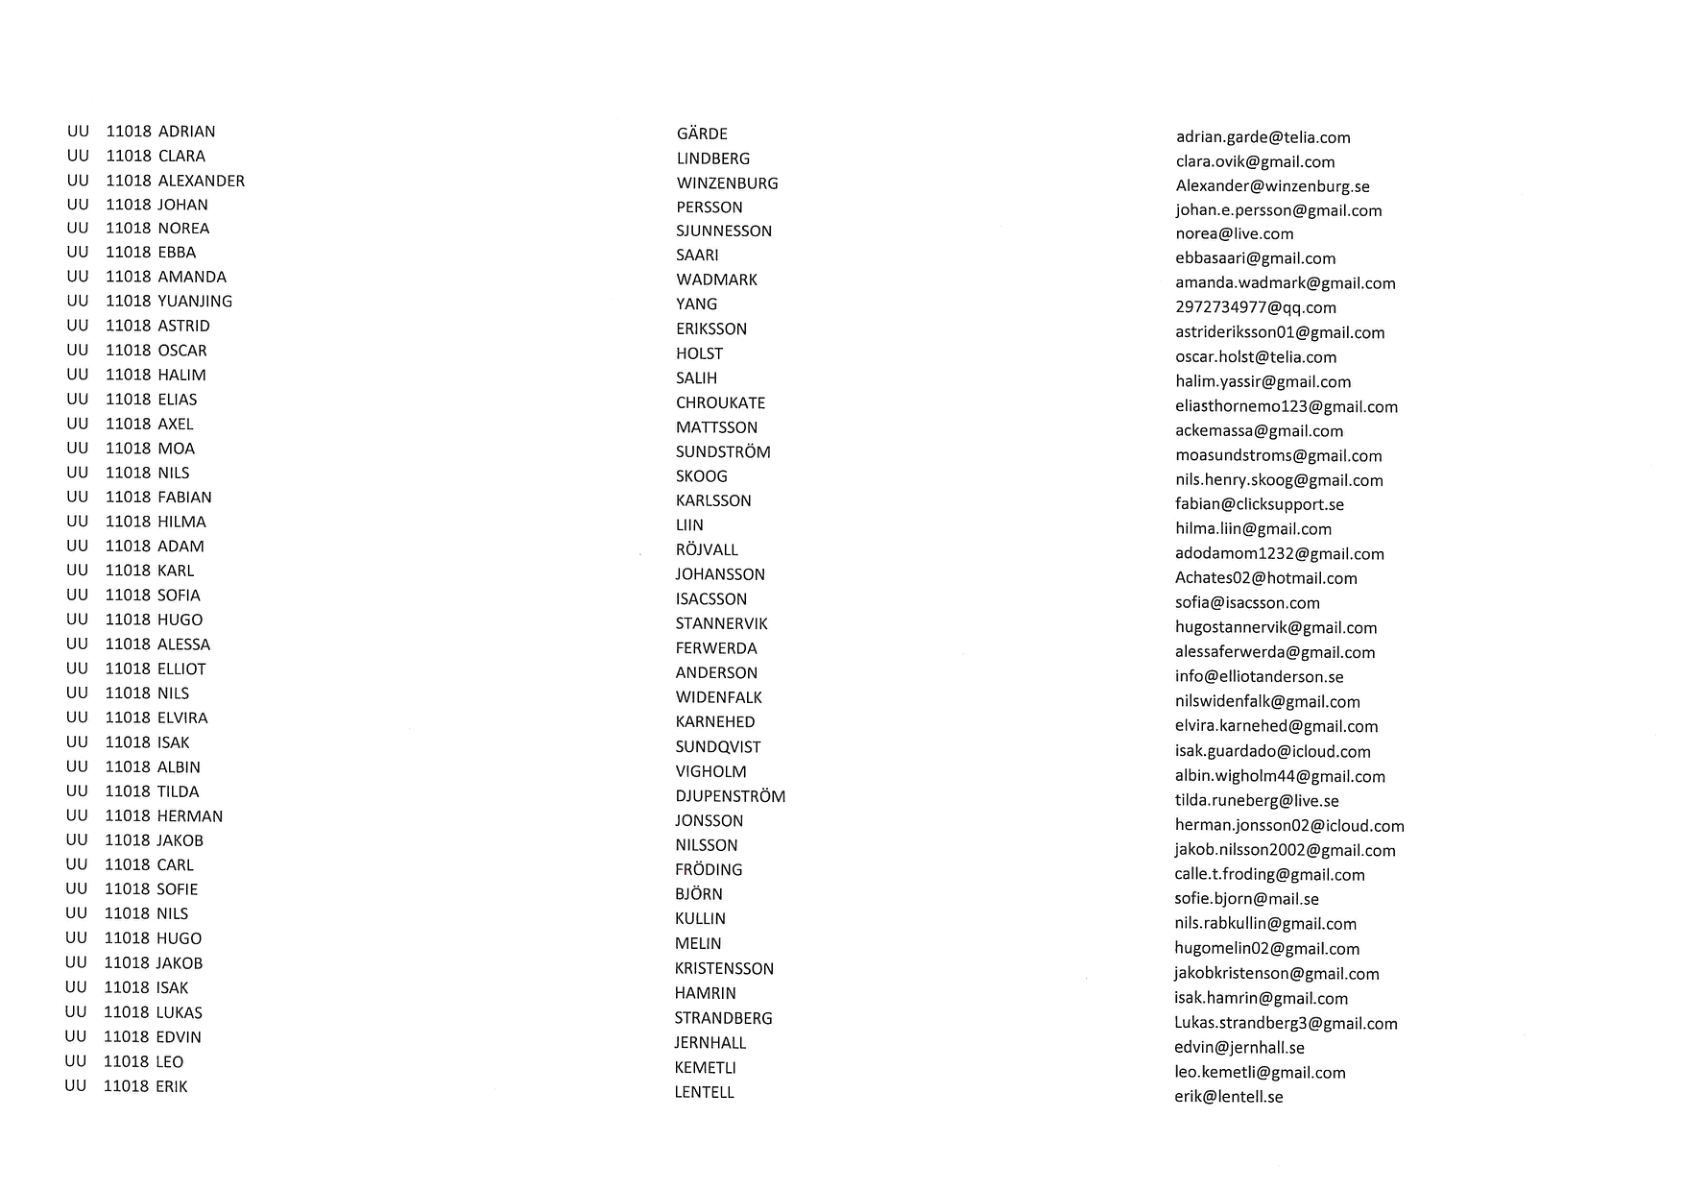 UU 11018 ADRIAN GÄRDE adrian.garde@telia.com
UU 11018 CLARA LINDBERG clara.ovik@gmail.com
UU 11018 ALEXANDER WINZENBURG Alexander@winzenburg.se
UU 11018 JOHAN PERSSON johan.e.persson@gmail.com
UU 11018 NOREA SJUNNESSON norea@live.com
UU 11018 EBBA SAARI ebbasaari@gmail.com
UU 11018 AMANDA WADMARK amanda.wadmark@gmail.com
UU 11018 YUANJING YANG 2972734977@qq.com
UU 11018 ASTRID ERIKSSON astrideriksson01@gmail.com
UU 11018 OSCAR HOLST oscar.holst@telia.com
UU 11018 HALIM SALIH halim.yassir@gmail.com
UU 11018 ELIAS CHROUKATE eliasthornemo123@gmail.com
UU 11018 AXEL MATTSSON ackemassa@gmail.com
UU 11018 MOA SUNDSTRÖM moasundstroms@gmail.com
UU 11018 NILS SKOOG nils.henry.skoog@gmail.com
UU 11018 FABIAN KARLSSON fabian@clicksupport.se
UU 11018 HILMA LIIN hilma.liin@gmail.com
UU 11018 ADAM RÖJVALL adodamom1232@gmail.com
UU 11018 KARL JOHANSSON Achates02@hotmail.com
UU 11018 SOFIA ISACSSON sofia@isacsson.com
UU 11018 HUGO STANNERVIK hugostannervik@gmail.com
UU 11018 ALESSA FERWERDA alessaferwerda@gmail.com
UU 11018 ELLIOT ANDERSON info@elliotanderson.se
UU 11018 NILS WIDENFALK nilswidenfalk@gmail.com
UU 11018 ELVIRA KARNEHED elvira.karnehed@gmail.com
UU 11018 ISAK SUNDQVIST isak.guardado@icloud.com
UU 11018 ALBIN VIGHOLM albin.wigholm44@gmail.com
UU 11018 TILDA DJUPENSTRÖM tilda.runeberg@live.se
UU 11018 HERMAN JONSSON herman.jonsson02@icloud.com
UU 11018 JAKOB NILSSON jakob.nilsson2002@gmail.com
UU 11018 CARL FRÖDING calle.t.froding@gmail.com
UU 11018 SOFIE BJÖRN sofie.bjorn@mail.se
UU 11018 NILS KULLIN nils.rabkullin@gmail.com
UU 11018 HUGO MELIN hugomelin02@gmail.com
UU 11018 JAKOB KRISTENSSON jakobkristenson@gmail.com
UU 11018 ISAK HAMRIN isak.hamrin@gmail.com
UU 11018 LUKAS STRANDBERG Lukas.strandberg3@gmail.com
UU 11018 EDVIN JERNHALL edvin@jernhall.se
UU 11018 LEO KEMETLI leo.kemetli@gmail.com
UU 11018 ERIK LENTELL erik@lentell.se